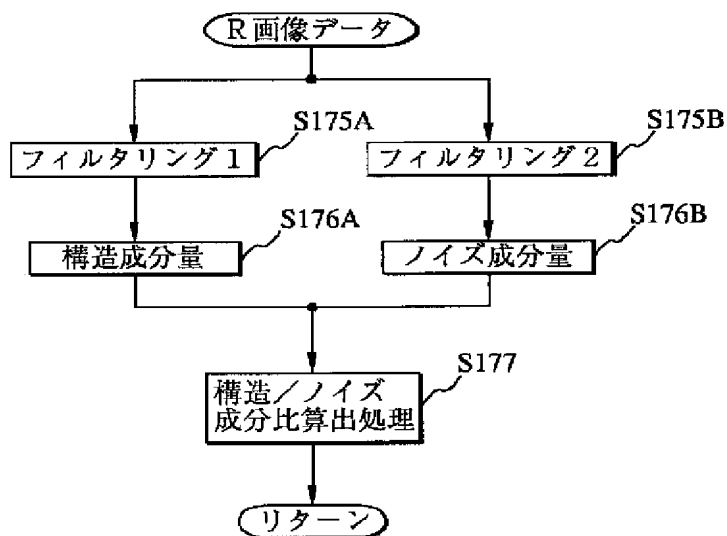 R画像データ
S175A
S175B
フィルタリング1
フィルタリング2
S176A
S176B
構造成分量
ノイズ成分量
S177
構造／ノイズ
成分比算出処理
リターン